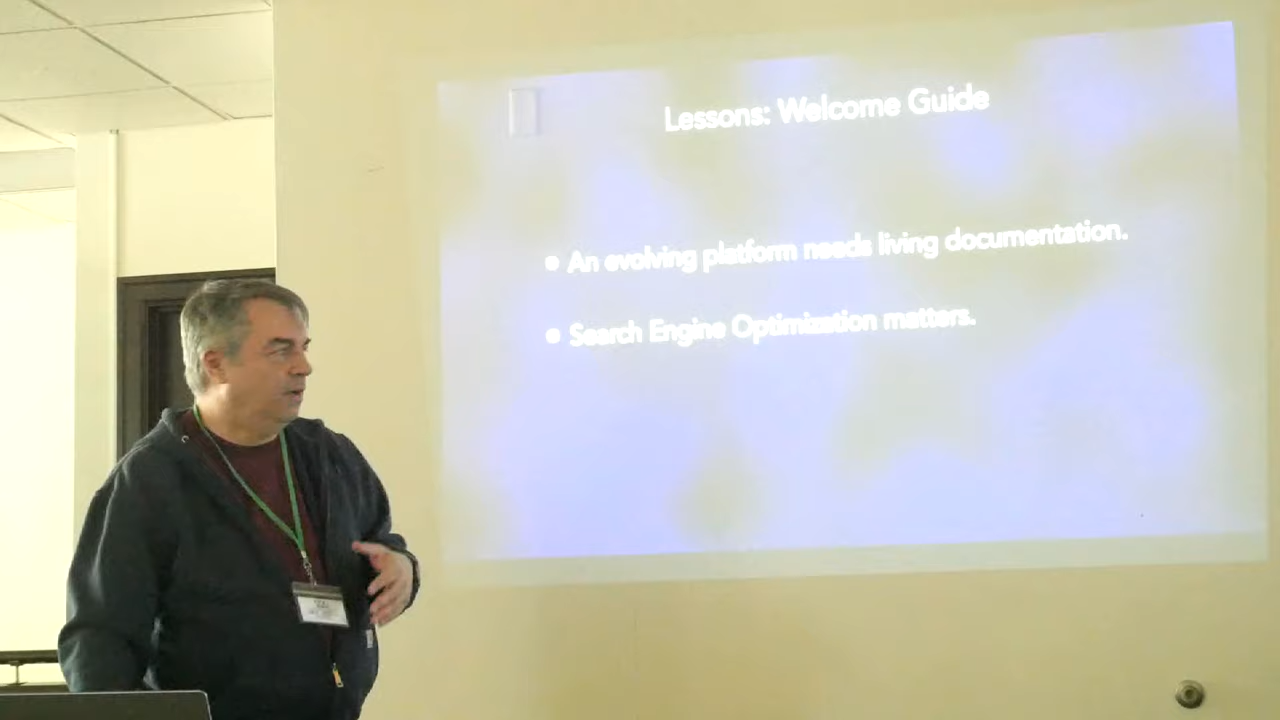 Lessons: Welcome Guide
• An evolving platform needs living documentation.
• Search Engine Optimization matters.